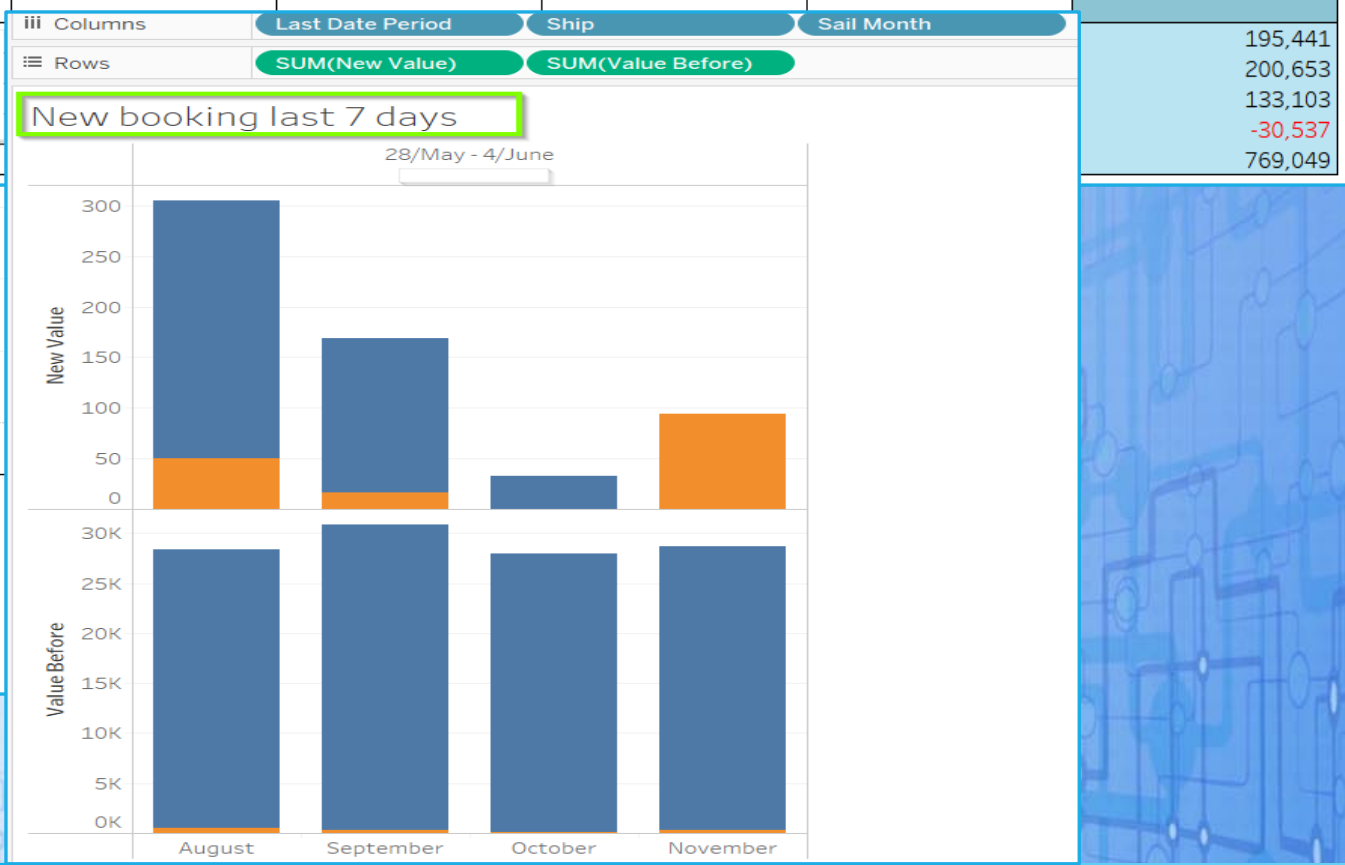 iii Columns Last Date Period Ship Sail Month
Rows SUM(New Value) SUM(Value Before)
New booking last 7 days
28/May - 4/June
300
250
200
150
100
50
0
New Value
30K
25K
20K
15K
10K
5K
0K
Value Before
August September October November
195,441
200,653
133,103
-30,537
769,049